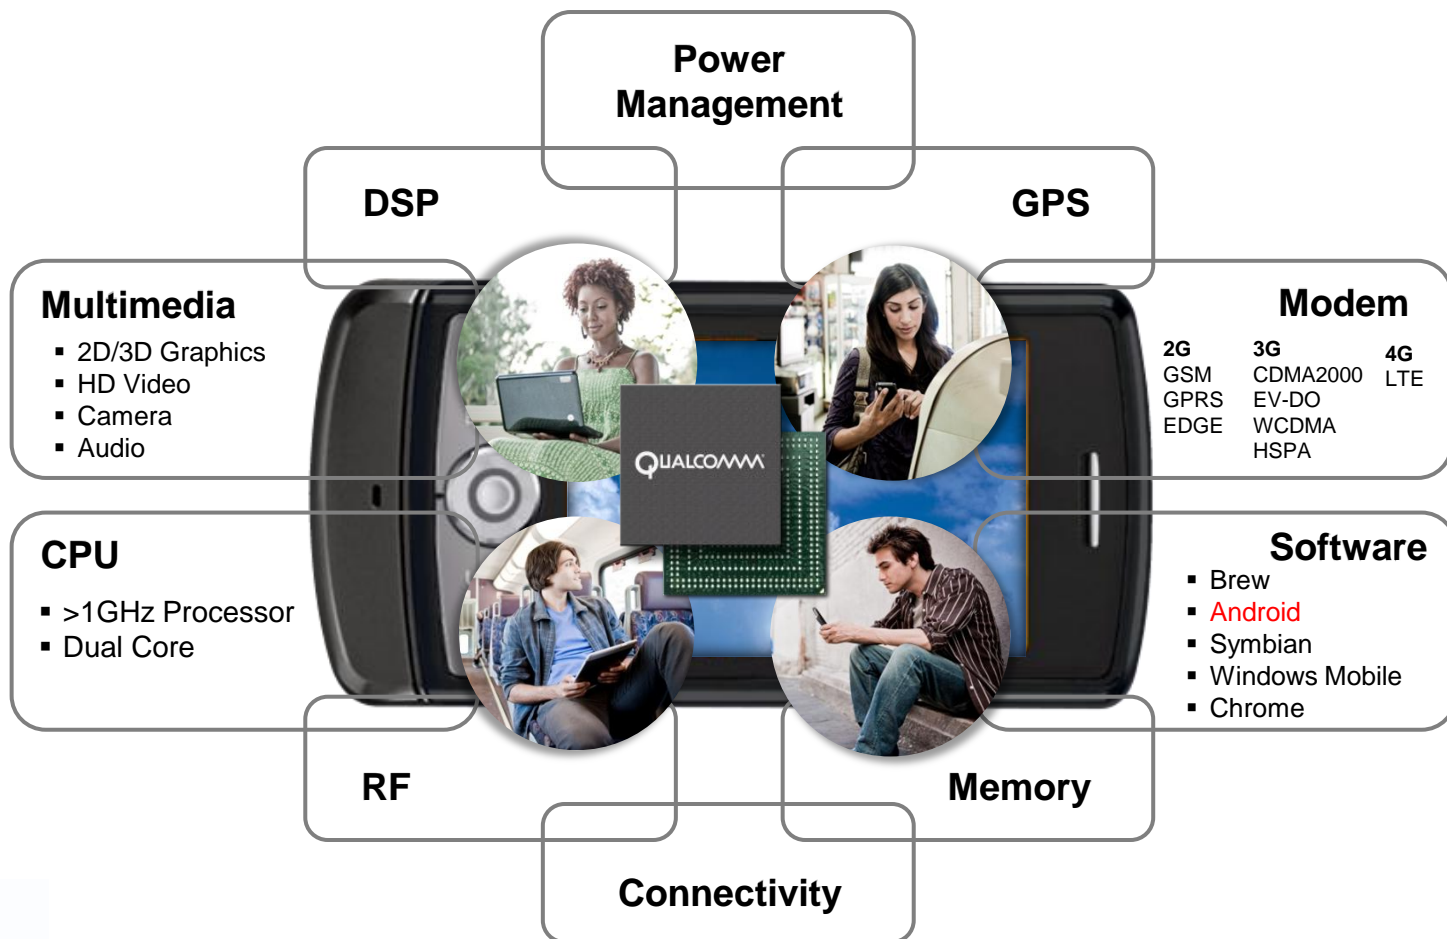 Power
Management
DSP
GPS
Multimedia
▪ 2D/3D Graphics
▪ HD Video
▪ Camera
▪ Audio
Modem
2G
GSM
GPRS
EDGE
3G
CDMA2000
EV-DO
WCDMA
HSPA
4G
LTE
QUALCOMM
CPU
▪ >1GHz Processor
▪ Dual Core
Software
▪ Brew
▪ Android
▪ Symbian
▪ Windows Mobile
▪ Chrome
RF
Memory
Connectivity